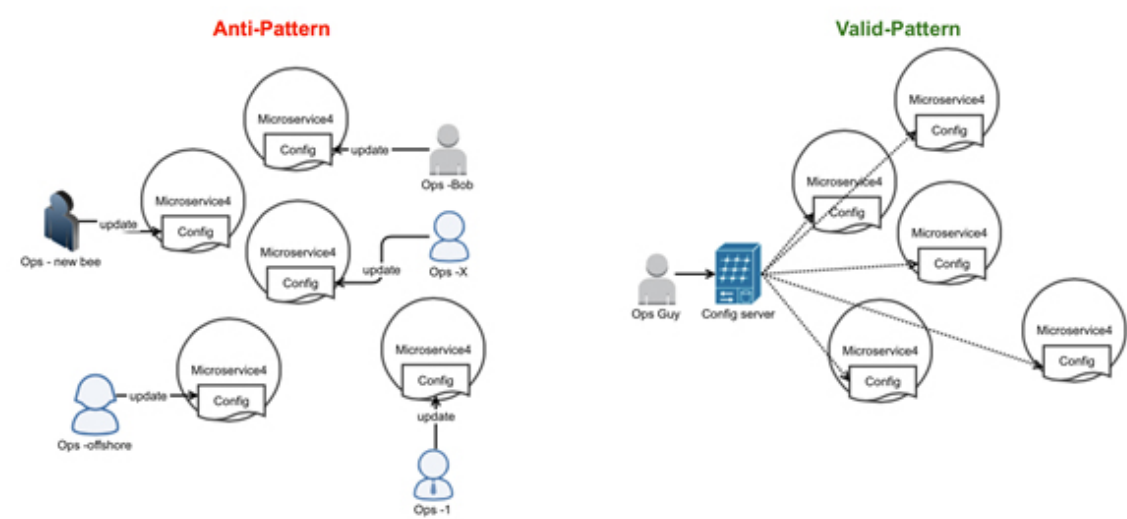 Anti-Pattern
Microservice4
Config
update
Ops -Bob
Microservice4
Config
update
Ops - new bee
Microservice4
Config
update
Ops -X
Microservice4
Config
update
Ops -offshore
Microservice4
Config
update
Ops -1
Valid-Pattern
Microservice4
Config
Microservice4
Config
Microservice4
Config
Ops Guy
Config server
Microservice4
Config
Microservice4
Config